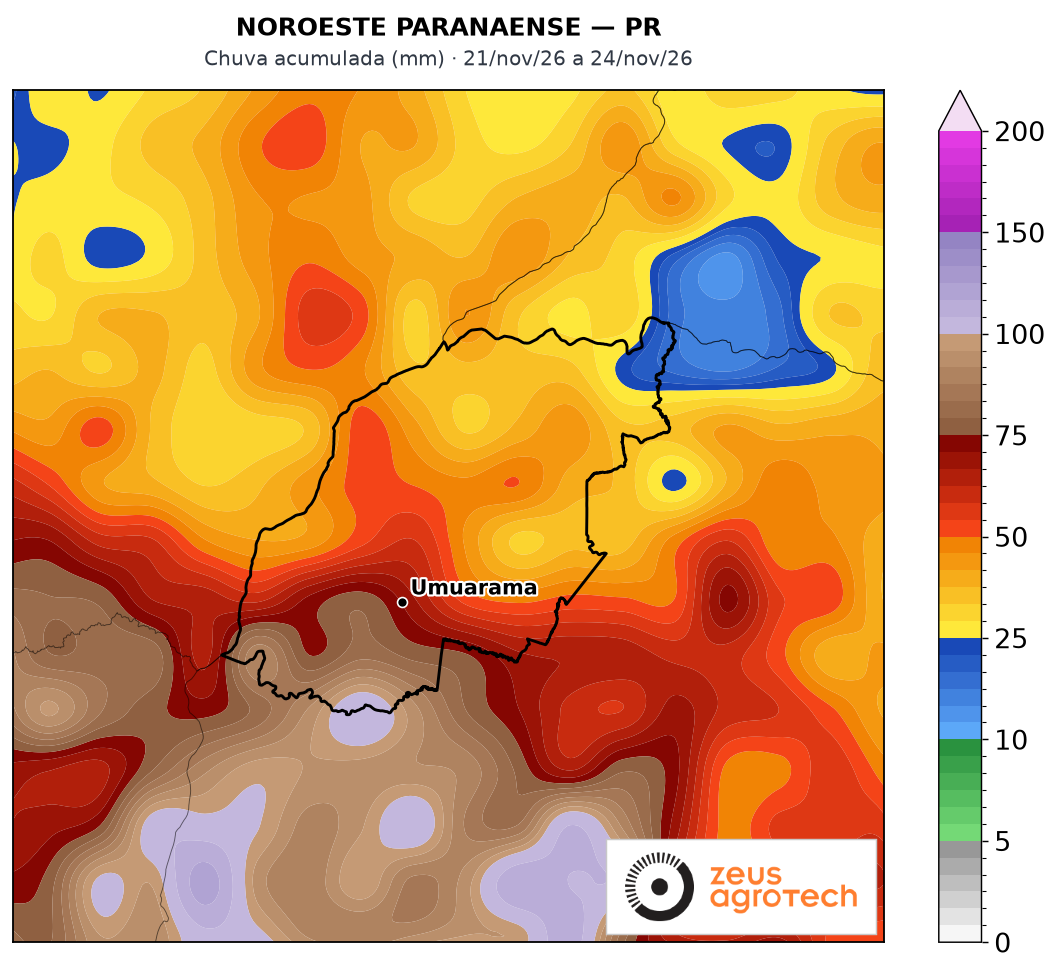 NOROESTE PARANAENSE — PR
Chuva acumulada (mm) · 21/nov/26 a 24/nov/26
200
150
100
75
50
25
10
5
0
Umuarama
zeus
agrotech